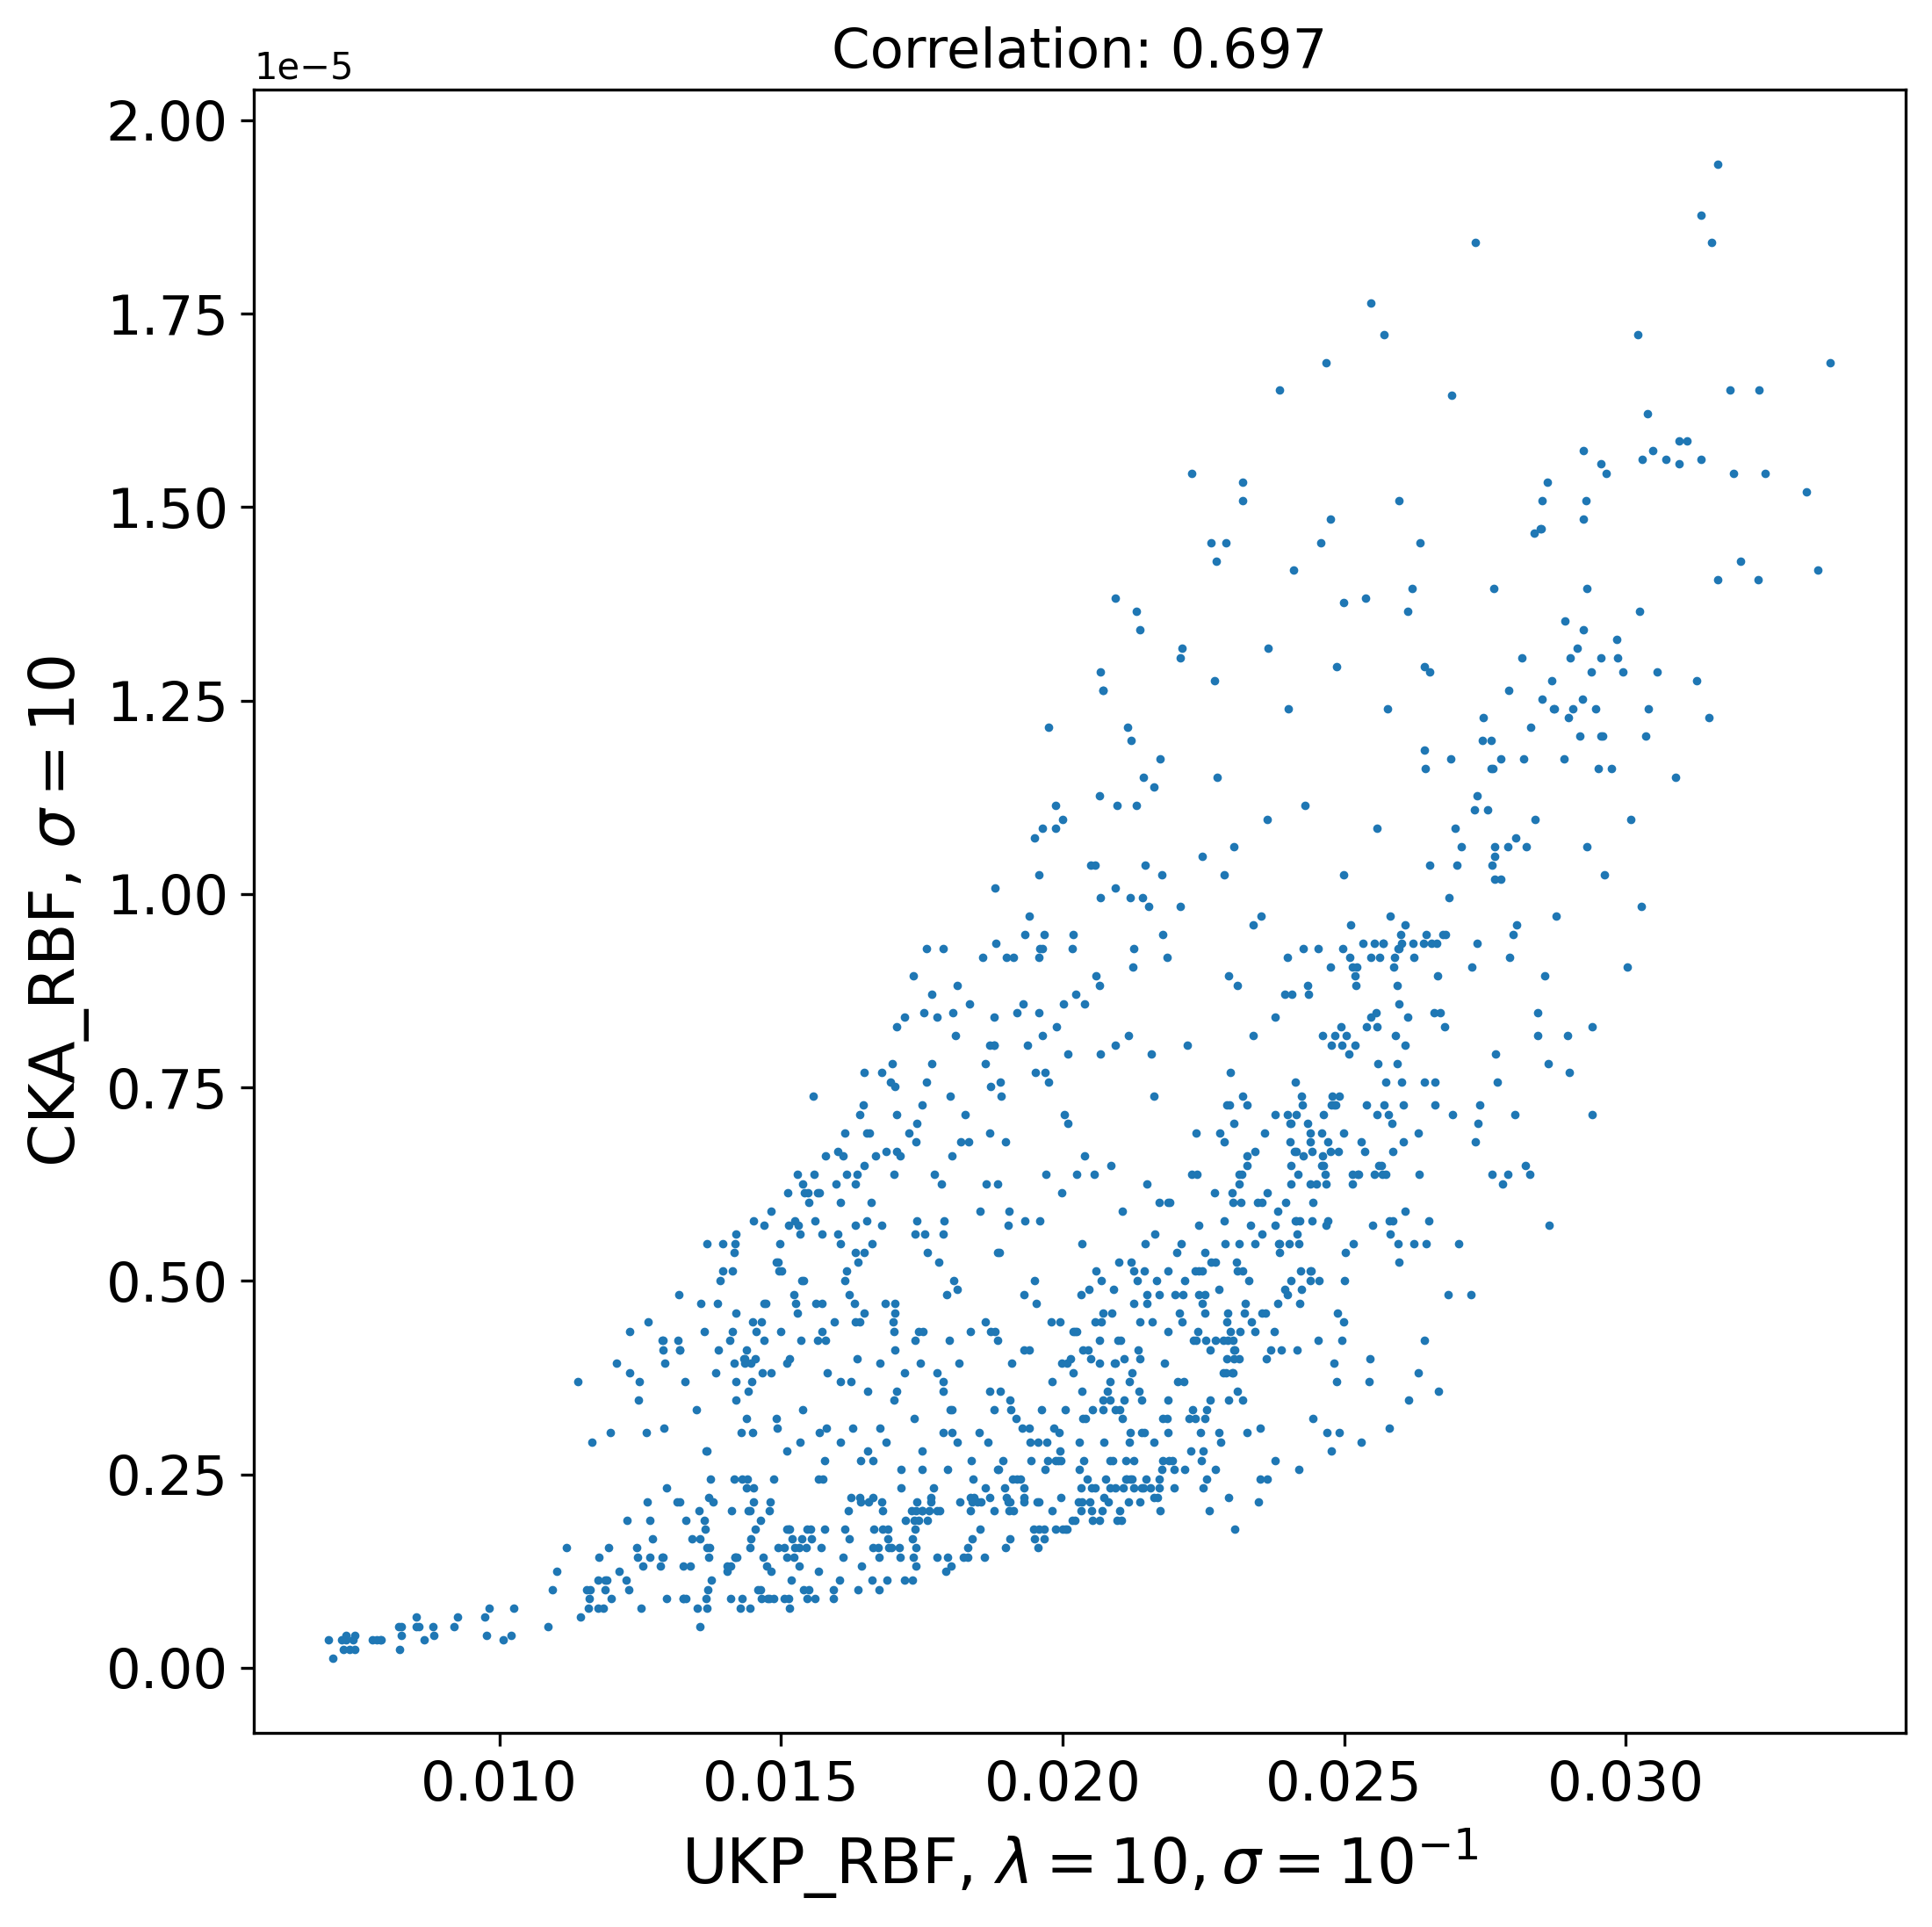 Correlation: 0.697
1e−5
2.00
1.75
1.50
1.25
1.00
0.75
0.50
0.25
0.00
CKA_RBF, σ = 10
0.010 0.015 0.020 0.025 0.030
UKP_RBF, λ = 10, σ = 10⁻¹